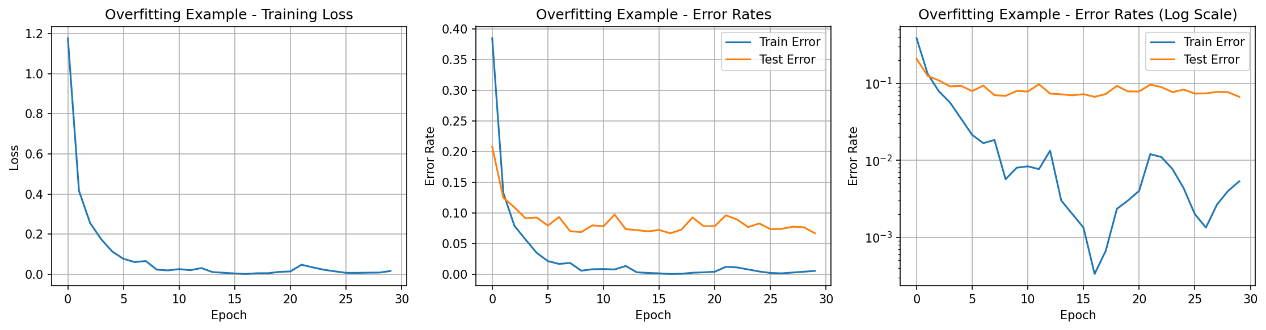 Overfitting Example - Training Loss
Loss
1.2
1.0
0.8
0.6
0.4
0.2
0.0
0 5 10 15 20 25 30
Epoch
Overfitting Example - Error Rates
Train Error
Test Error
Error Rate
0.40
0.35
0.30
0.25
0.20
0.15
0.10
0.05
0.00
0 5 10 15 20 25 30
Epoch
Overfitting Example - Error Rates (Log Scale)
Train Error
Test Error
Error Rate
10⁻¹
10⁻²
10⁻³
0 5 10 15 20 25 30
Epoch